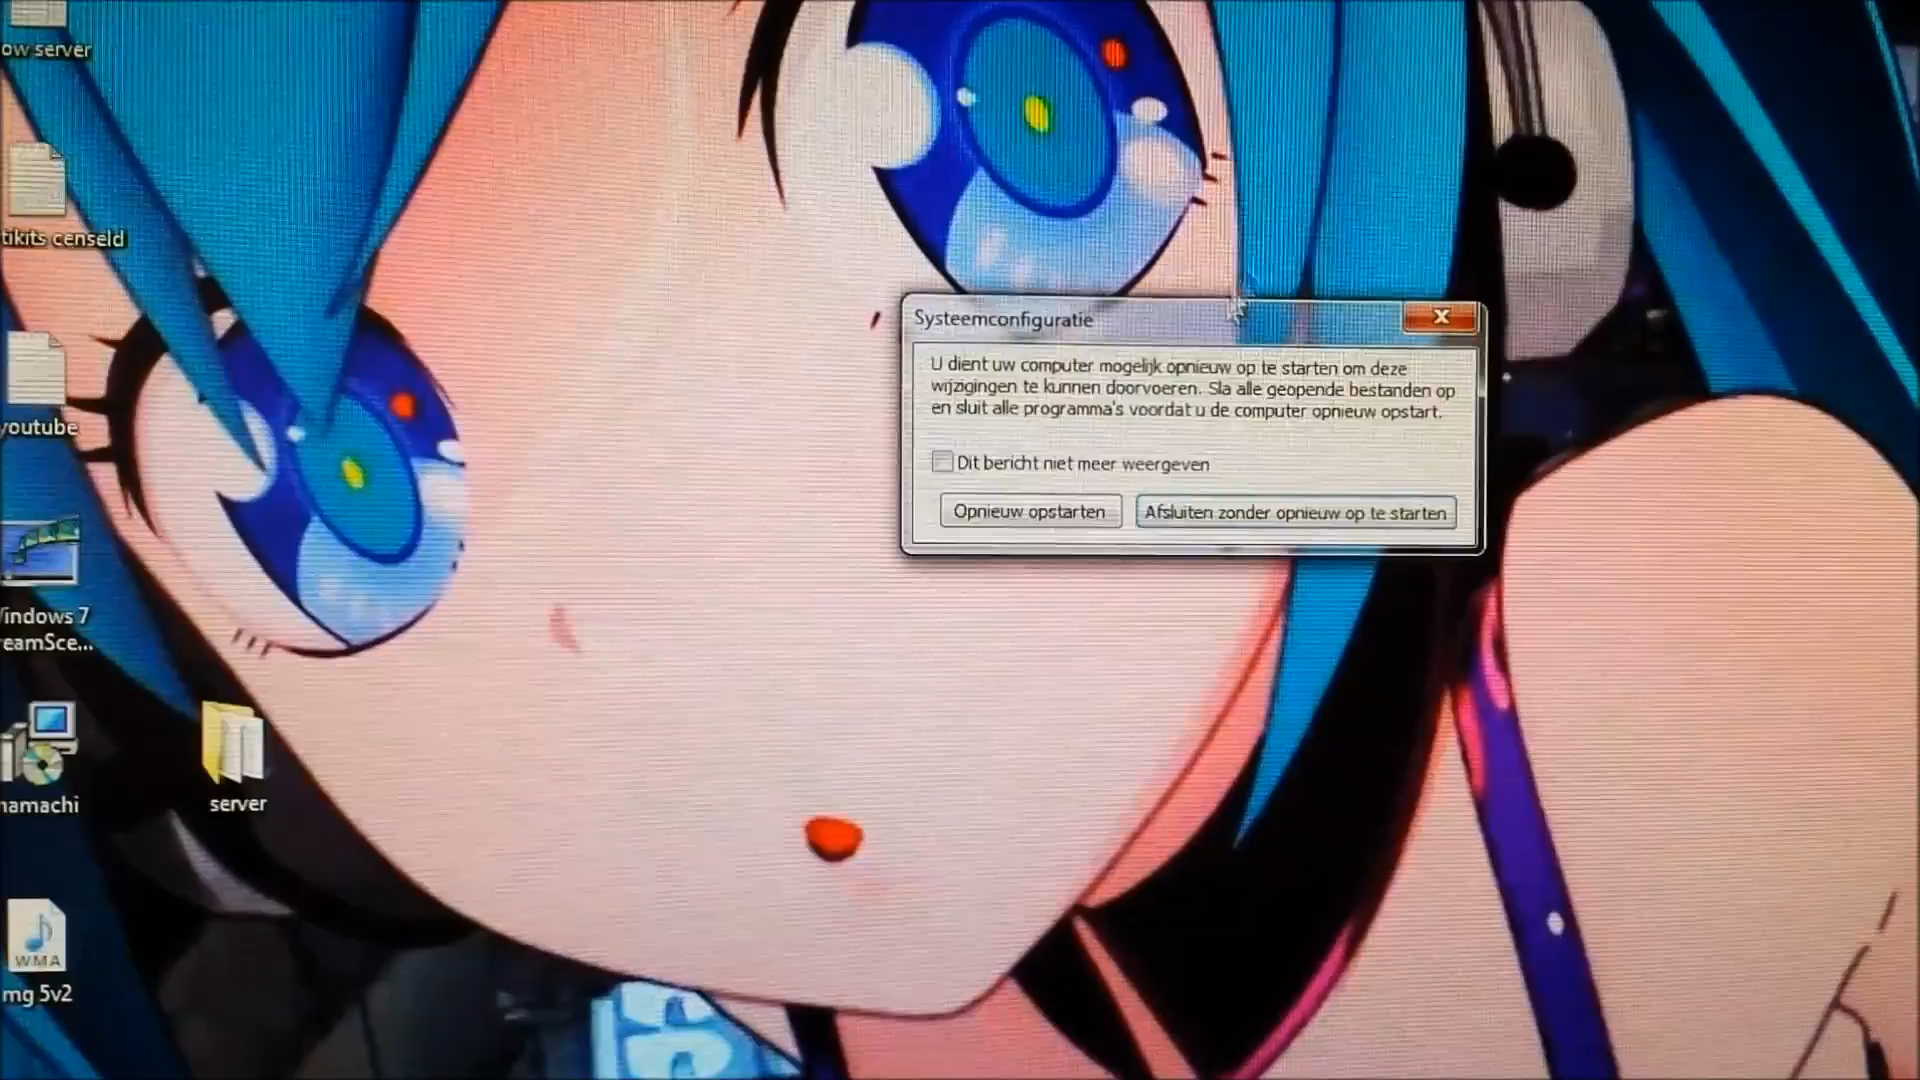 ow server
tikits censeld
youtube
indows 7
eamSce...
hamachi
server
WMA
mg 5v2
Systeemconfiguratie
U dient uw computer mogelijk opnieuw op te starten om deze
wijzigingen te kunnen doorvoeren. Sla alle geopende bestanden op
en sluit alle programma's voordat u de computer opnieuw opstart.
Dit bericht niet meer weergeven
Opnieuw opstarten
Afsluiten zonder opnieuw op te starten